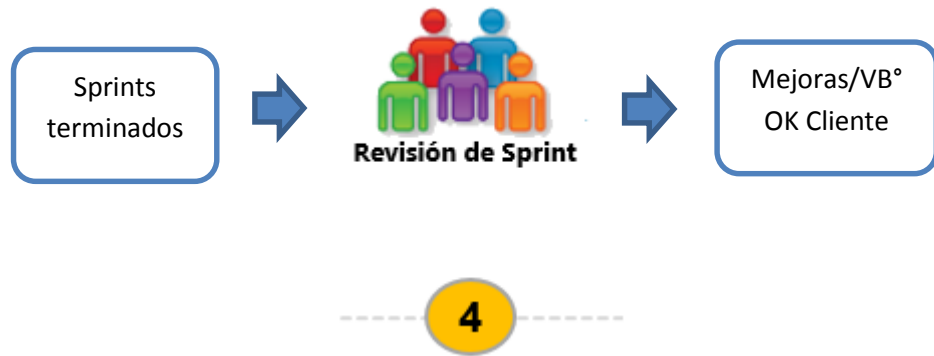 Sprints
terminados
Revisión de Sprint
Mejoras/VB°
OK Cliente
4